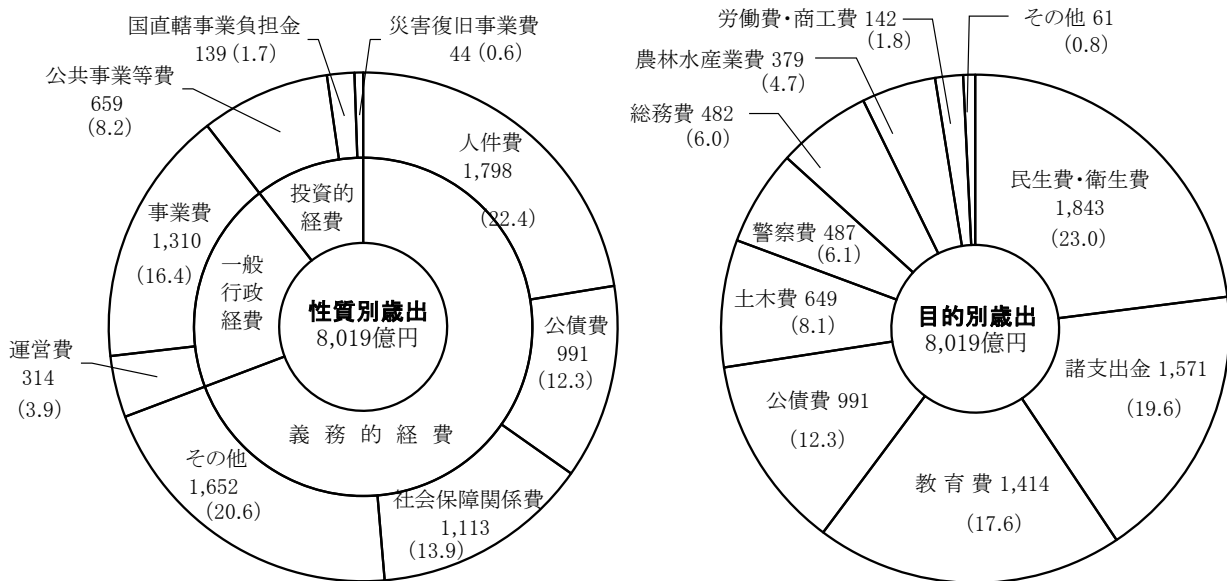 国直轄事業負担金
139（1.7）
災害復旧事業費
44（0.6）
公共事業等費
659
（8.2）
人件費
1,798
（22.4）
投資的
経費
事業費
1,310
（16.4）
一般
行政
経費
性質別歳出
8,019億円
公債費
991
（12.3）
運営費
314
（3.9）
義務的経費
その他
1,652
（20.6）
社会保障関係費
1,113
（13.9）
労働費・商工費 142
（1.8）
その他 61
（0.8）
農林水産業費 379
（4.7）
総務費 482
（6.0）
民生費・衛生費
1,843
（23.0）
警察費 487
（6.1）
土木費 649
（8.1）
目的別歳出
8,019億円
諸支出金 1,571
（19.6）
公債費 991
（12.3）
教育費 1,414
（17.6）